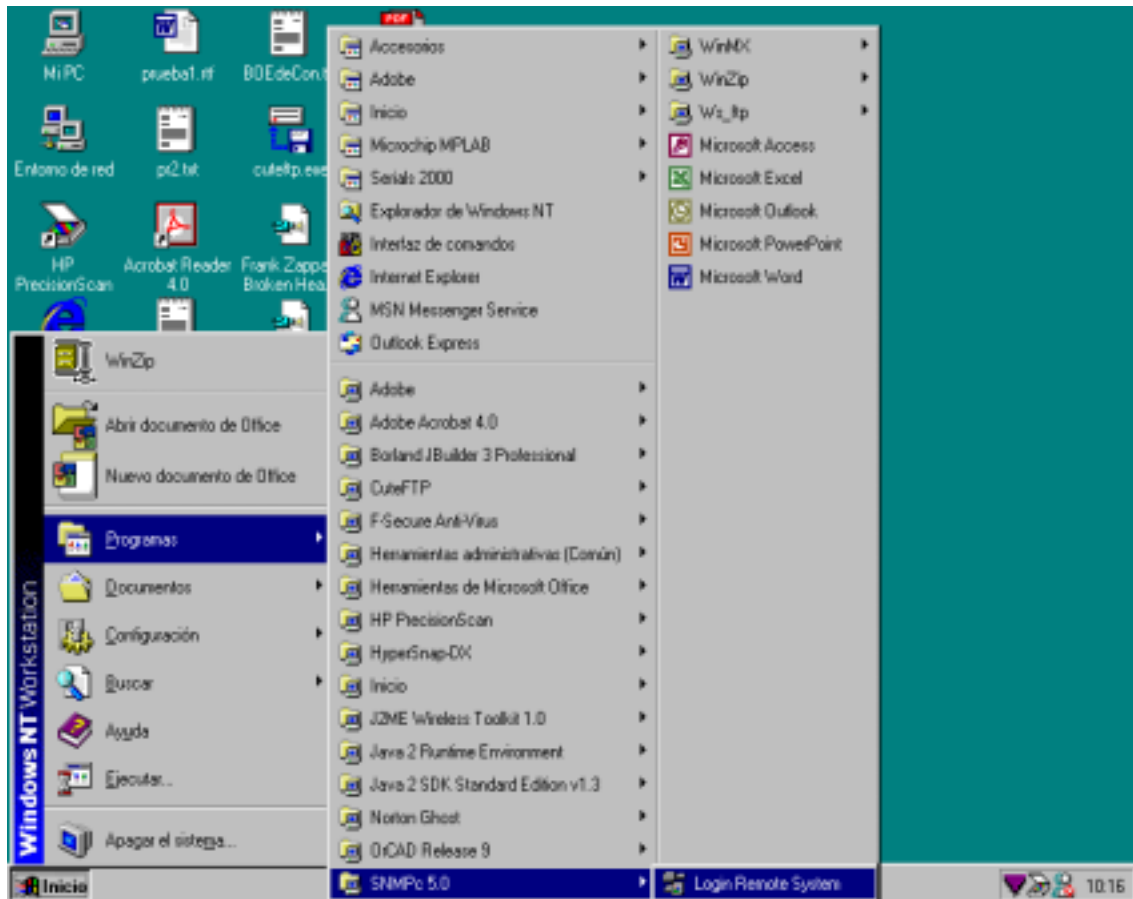 Mi PC
prueba1.rtf
BOEdeCon.t
PDF
Entorno de red
pr2.txt
cuteftp.exe
HP PrecisionScan
Acrobat Reader 4.0
Frank Zappa Broken Hea
WinZip
Abrir documento de Office
Nuevo documento de Office
Programas
Documentos
Configuración
Buscar
Ayuda
Ejecutar...
Apagar el sistema...
Windows NT Workstation
Inicio
Accesorios
Adobe
Inicio
Microchip MPLAB
Serials 2000
Explorador de Windows NT
Interfaz de comandos
Internet Explorer
MSN Messenger Service
Outlook Express
Adobe
Adobe Acrobat 4.0
Borland JBuilder 3 Professional
CuteFTP
F-Secure Anti-Virus
Herramientas administrativas (Común)
Herramientas de Microsoft Office
HP PrecisionScan
HyperSnap-DX
Inicio
J2ME Wireless Toolkit 1.0
Java 2 Runtime Environment
Java 2 SDK Standard Edition v1.3
Norton Ghost
OrCAD Release 9
SNMPc 5.0
WinMX
WinZip
Ws_ftp
Microsoft Access
Microsoft Excel
Microsoft Outlook
Microsoft PowerPoint
Microsoft Word
Login Remote System
10:16